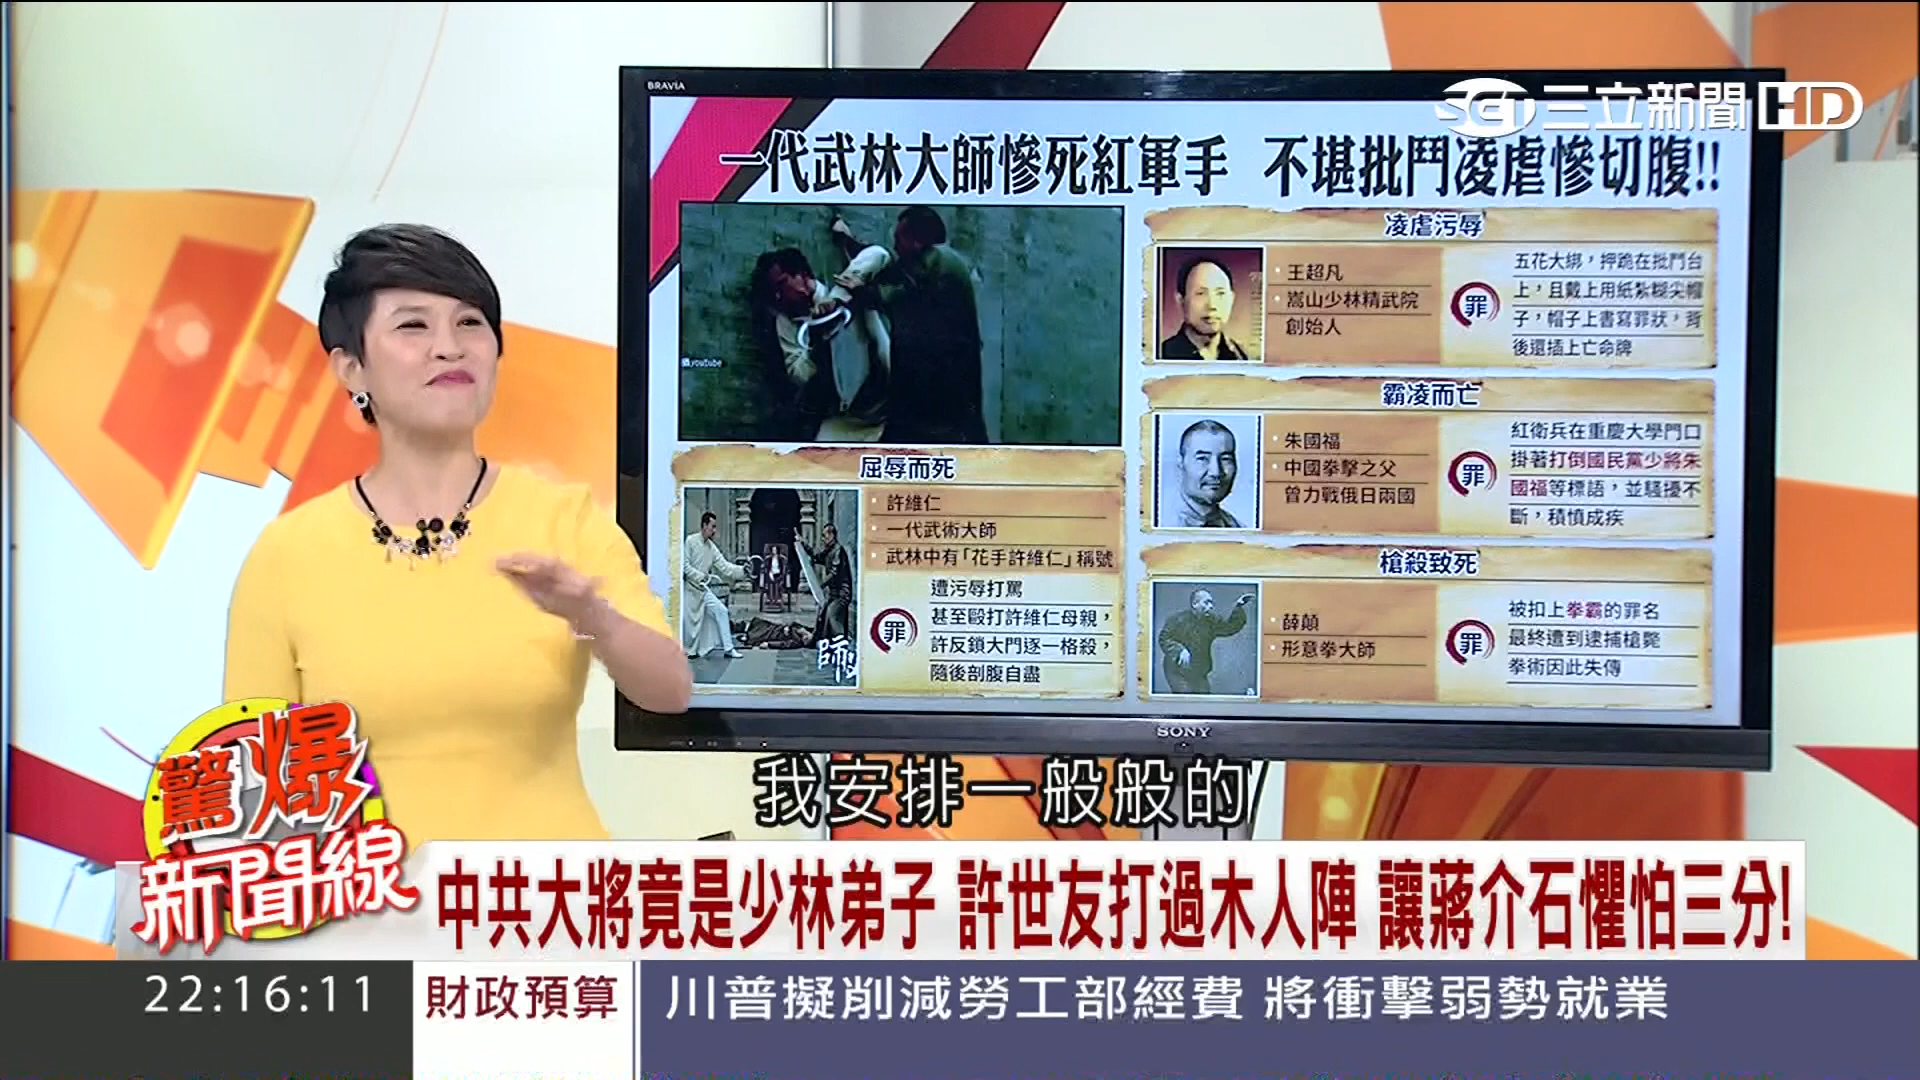 BRAVIA
SET三立新聞HD
一代武林大師慘死紅軍手 不堪批鬥凌虐慘切腹!!
youTube
凌虐污辱
·王超凡
·嵩山少林精武院
創始人
罪
五花大綁，押跪在批鬥台
上，且戴上用紙紮糊尖帽
子，帽子上書寫罪狀，背
後還插上亡命牌
霸凌而亡
·朱國福
·中國拳擊之父
曾力戰俄日兩國
罪
紅衛兵在重慶大學門口
掛著打倒國民黨少將朱
國福等標語，並騷擾不
斷，積憤成疾
屈辱而死
·許維仁
·一代武術大師
·武林中有「花手許維仁」稱號
罪
遭污辱打罵
甚至毆打許維仁母親，
許反鎖大門逐一格殺，
隨後剖腹自盡
師
槍殺致死
·薛顛
·形意拳大師
罪
被扣上拳霸的罪名
最終遭到逮捕槍斃
拳術因此失傳
SONY
我安排一般般的
驚爆
新聞線
中共大將竟是少林弟子 許世友打過木人陣 讓蔣介石懼怕三分!
22:16:11
財政預算
川普擬削減勞工部經費 將衝擊弱勢就業